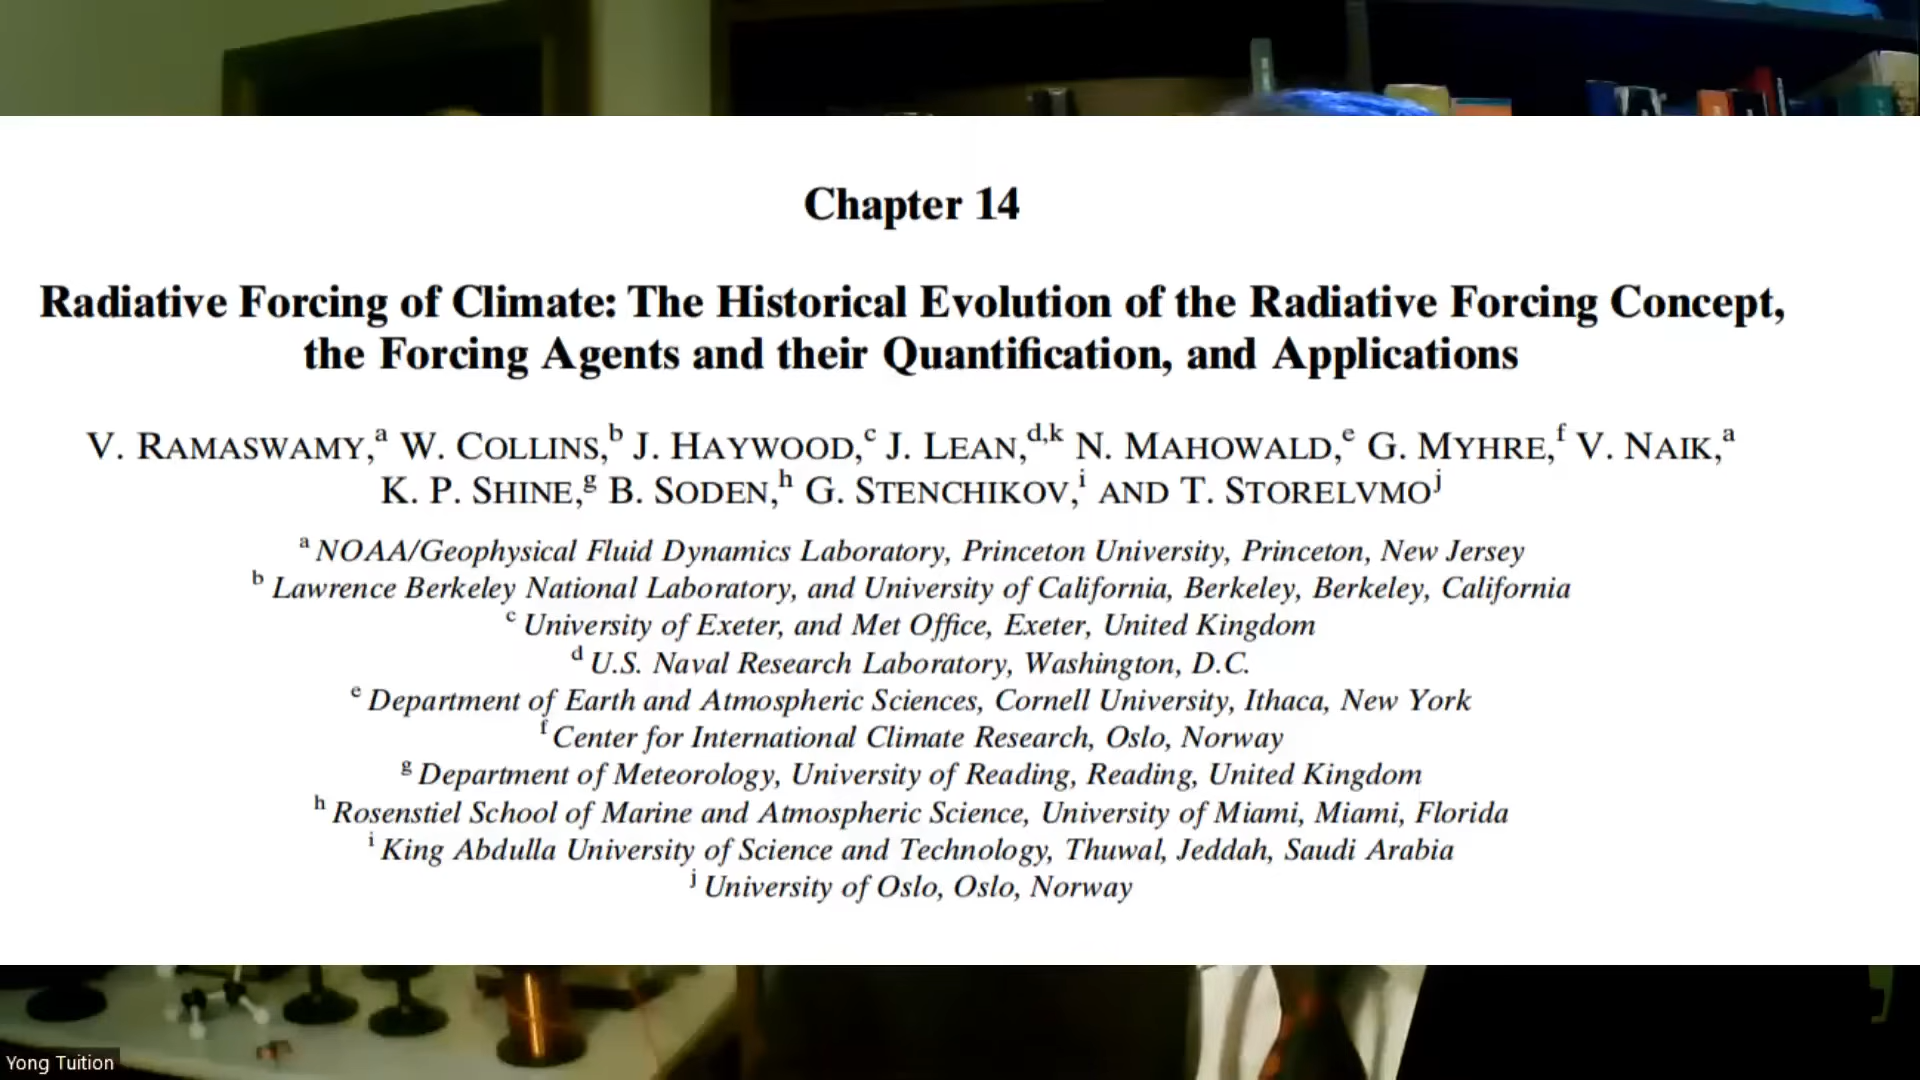 Chapter 14
Radiative Forcing of Climate: The Historical Evolution of the Radiative Forcing Concept,
the Forcing Agents and their Quantification, and Applications
V. RAMASWAMY,a W. COLLINS,b J. HAYWOOD,c J. LEAN,d,k N. MAHOWALD,e G. MYHRE,f V. NAIK,a
K. P. SHINE,g B. SODEN,h G. STENCHIKOV,i AND T. STORELVMOj
a NOAA/Geophysical Fluid Dynamics Laboratory, Princeton University, Princeton, New Jersey
b Lawrence Berkeley National Laboratory, and University of California, Berkeley, Berkeley, California
c University of Exeter, and Met Office, Exeter, United Kingdom
d U.S. Naval Research Laboratory, Washington, D.C.
e Department of Earth and Atmospheric Sciences, Cornell University, Ithaca, New York
f Center for International Climate Research, Oslo, Norway
g Department of Meteorology, University of Reading, Reading, United Kingdom
h Rosenstiel School of Marine and Atmospheric Science, University of Miami, Miami, Florida
i King Abdulla University of Science and Technology, Thuwal, Jeddah, Saudi Arabia
j University of Oslo, Oslo, Norway
Yong Tuition